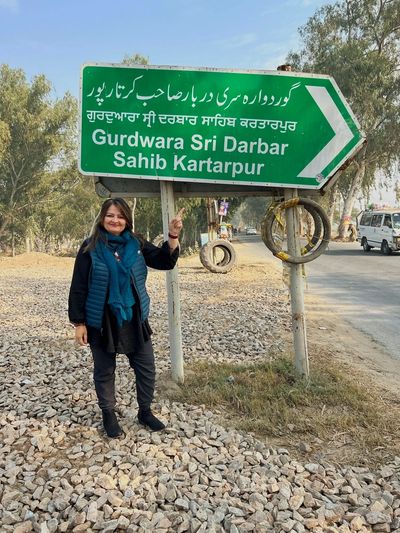 گوردوارہ سری دربار صاحب کرتارپور
ਗੁਰਦੁਆਰਾ ਸ੍ਰੀ ਦਰਬਾਰ ਸਾਹਿਬ ਕਰਤਾਰਪੁਰ
Gurdwara Sri Darbar
Sahib Kartarpur